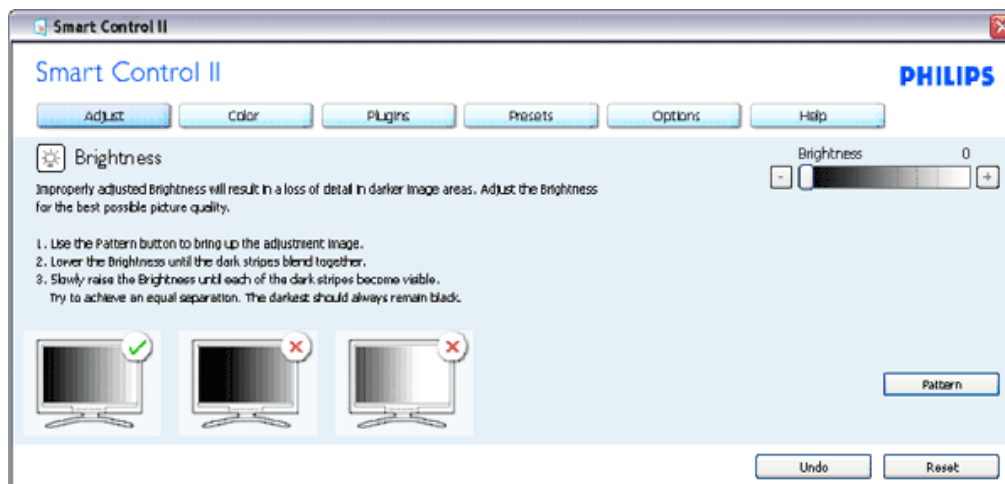 Smart Control II
Smart Control II
PHILIPS
Adjust Color Plugins Presets Options Help
Brightness
Brightness 0
Improperly adjusted Brightness will result in a loss of detail in darker image areas. Adjust the Brightness
for the best possible picture quality.
- +
1. Use the Pattern button to bring up the adjustment image.
2. Lower the Brightness until the dark stripes blend together.
3. Slowly raise the Brightness until each of the dark stripes become visible.
Try to achieve an equal separation. The darkest should always remain black.
Pattern
Undo Reset